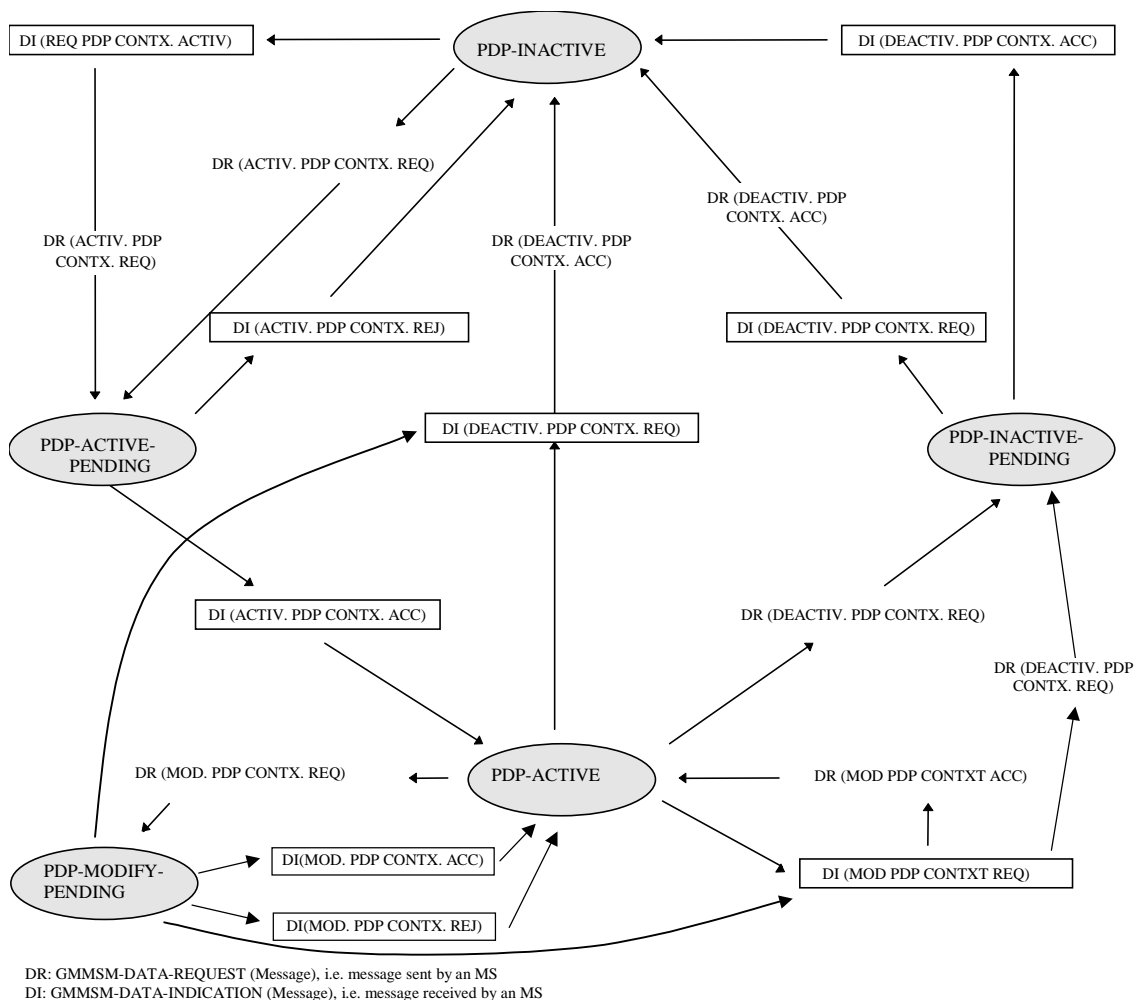 DI (REQ PDP CONTX. ACTIV)
PDP-INACTIVE
DI (DEACTIV. PDP CONTX. ACC)
DR (ACTIV. PDP CONTX. REQ)
DR (DEACTIV. PDP
CONTX. ACC)
DR (ACTIV. PDP
CONTX. REQ)
DR (DEACTIV. PDP
CONTX. ACC)
DI (ACTIV. PDP CONTX. REJ)
DI (DEACTIV. PDP CONTX. REQ)
PDP-ACTIVE-
PENDING
DI (DEACTIV. PDP CONTX. REQ)
PDP-INACTIVE-
PENDING
DI (ACTIV. PDP CONTX. ACC)
DR (DEACTIV. PDP CONTX. REQ)
DR (DEACTIV. PDP
CONTX. REQ)
DR (MOD. PDP CONTX. REQ)
PDP-ACTIVE
DR (MOD PDP CONTXT ACC)
PDP-MODIFY-
PENDING
DI(MOD. PDP CONTX. ACC)
DI (MOD PDP CONTXT REQ)
DI(MOD. PDP CONTX. REJ)
DR: GMMSM-DATA-REQUEST (Message), i.e. message sent by an MS
DI: GMMSM-DATA-INDICATION (Message), i.e. message received by an MS